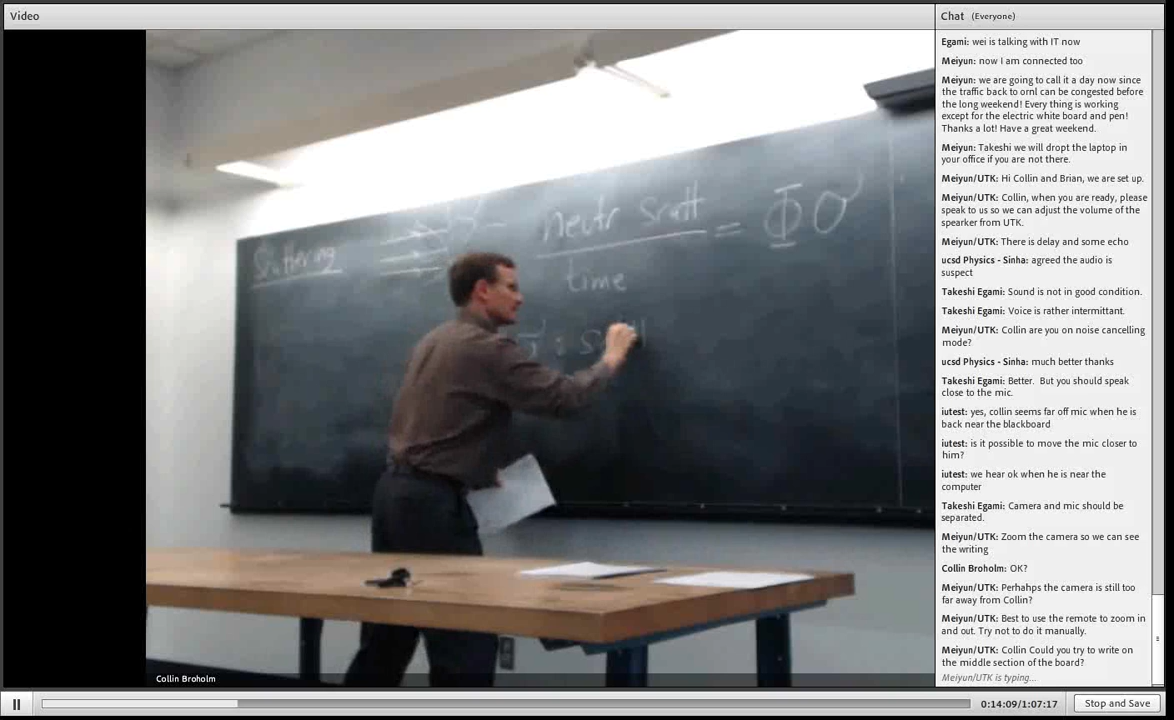 Video
Chat (Everyone)
Egami: wei is talking with IT now
Meiyun: now I am connected too
Meiyun: we are going to call it a day now since
the traffic back to ornl can be congested before
the long weekend! Every thing is working
except for the electric white board and pen!
Thanks a lot! Have a great weekend.
Meiyun: Takeshi we will dropt the laptop in
your office if you are not there.
Meiyun/UTK: Hi Collin and Brian, we are set up.
Meiyun/UTK: Collin, when you are ready, please
speak to us so we can adjust the volume of the
spearker from UTK.
Meiyun/UTK: There is delay and some echo
ucsd Physics - Sinha: agreed the audio is
suspect
Takeshi Egami: Sound is not in good condition.
Takeshi Egami: Voice is rather intermittant.
Meiyun/UTK: Collin are you on noise cancelling
mode?
ucsd Physics - Sinha: much better thanks
Takeshi Egami: Better. But you should speak
close to the mic.
iutest: yes, collin seems far off mic when he is
back near the blackboard
iutest: is it possible to move the mic closer to
him?
iutest: we hear ok when he is near the
computer
Takeshi Egami: Camera and mic should be
separated.
Meiyun/UTK: Zoom the camera so we can see
the writing
Collin Broholm: OK?
Meiyun/UTK: Perhahps the camera is still too
far away from Collin?
Meiyun/UTK: Best to use the remote to zoom in
and out. Try not to do it manually.
Meiyun/UTK: Collin Could you try to write on
the middle section of the board?
Meiyun/UTK is typing...
Scattering
neutr scatt
time
= Φσ
Collin Broholm
0:14:09/1:07:17
Stop and Save